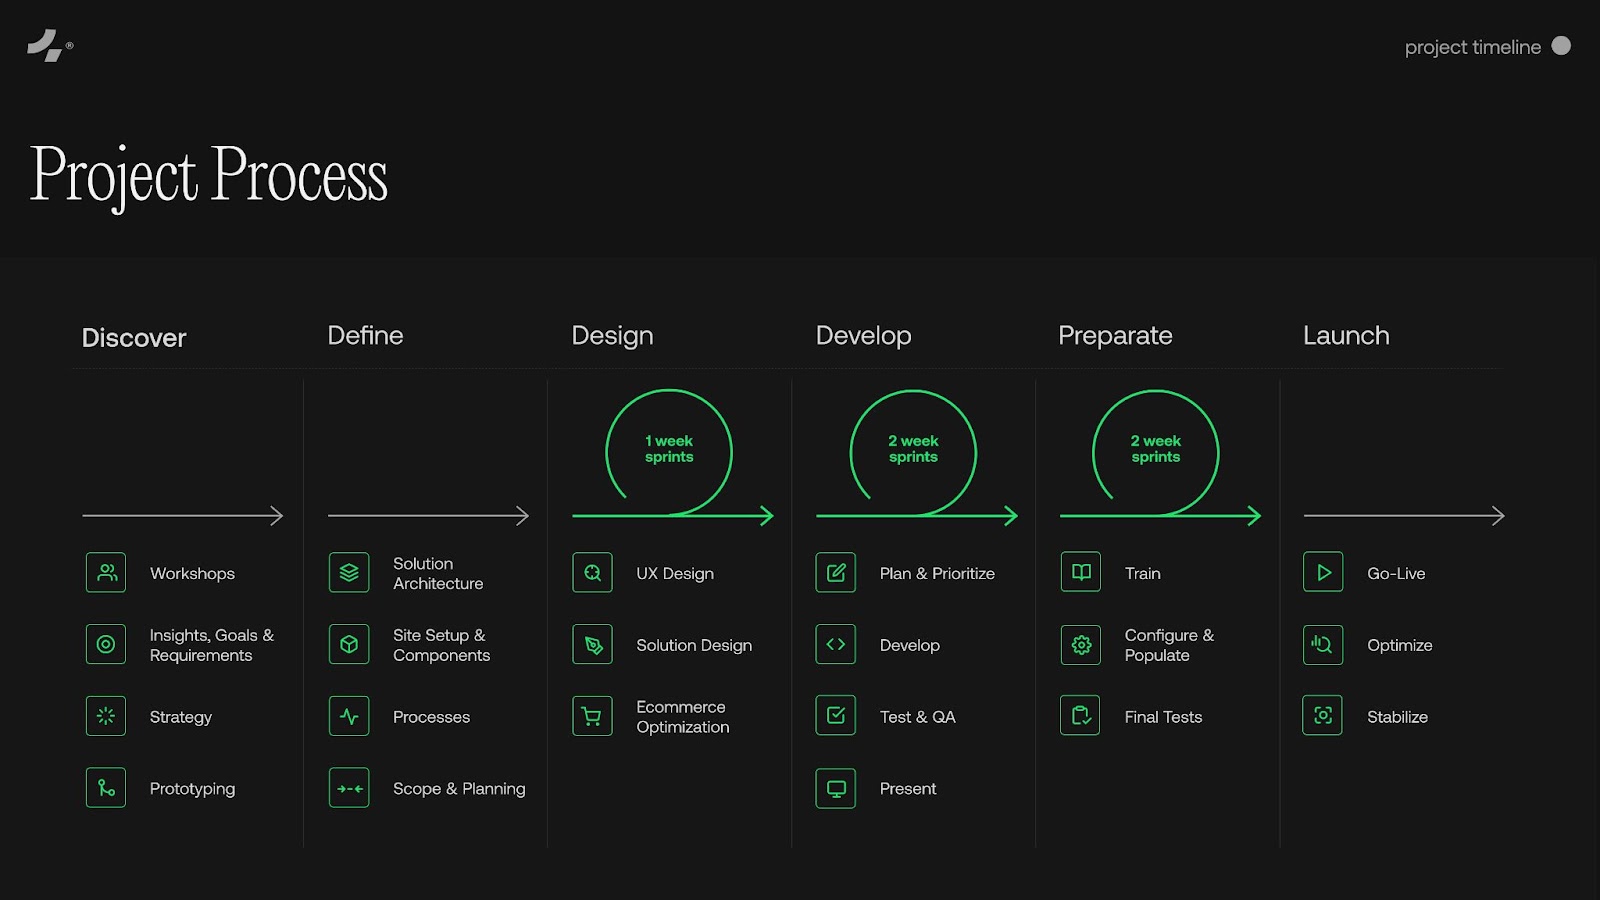 ®
project timeline
Project Process
Discover
Define
Design
Develop
Preparate
Launch
1 week
sprints
2 week
sprints
2 week
sprints
Workshops
Insights, Goals &
Requirements
Strategy
Prototyping
Solution
Architecture
Site Setup &
Components
Processes
Scope & Planning
UX Design
Solution Design
Ecommerce
Optimization
Plan & Prioritize
Develop
Test & QA
Present
Train
Configure &
Populate
Final Tests
Go-Live
Optimize
Stabilize